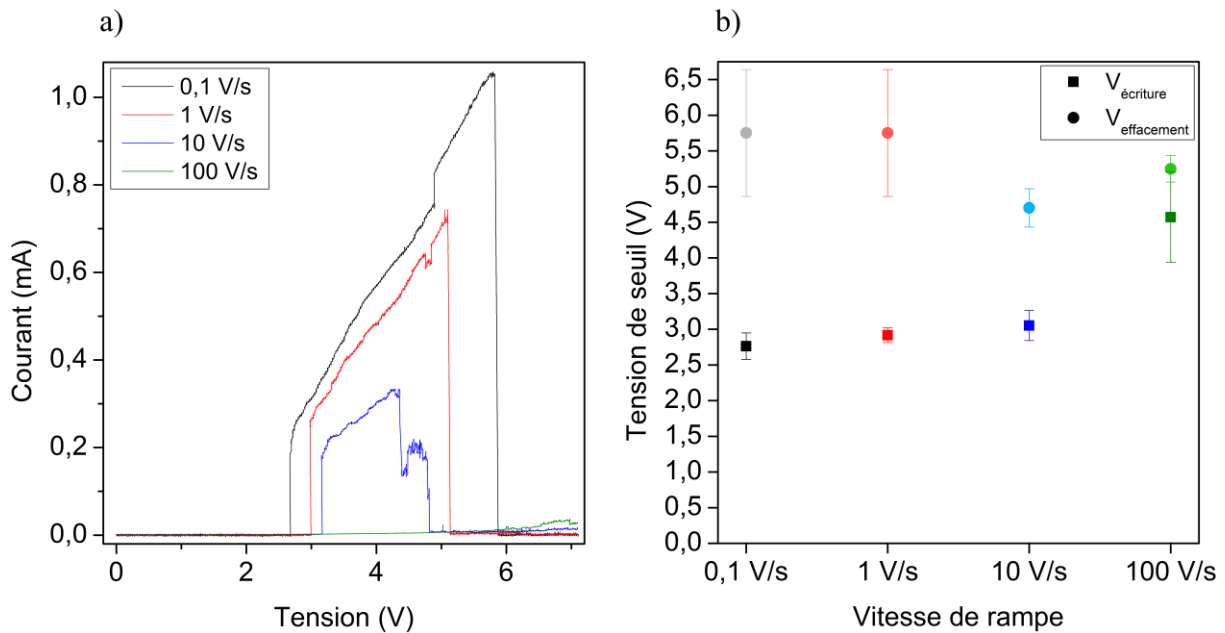 a)
0,1 V/s
1 V/s
10 V/s
100 V/s
1,0
0,8
0,6
0,4
0,2
0,0
Courant (mA)
0
2
4
6
Tension (V)
b)
V écriture
V effacement
6,5
6,0
5,5
5,0
4,5
4,0
3,5
3,0
2,5
2,0
1,5
1,0
0,5
0,0
Tension de seuil (V)
0,1 V/s
1 V/s
10 V/s
100 V/s
Vitesse de rampe